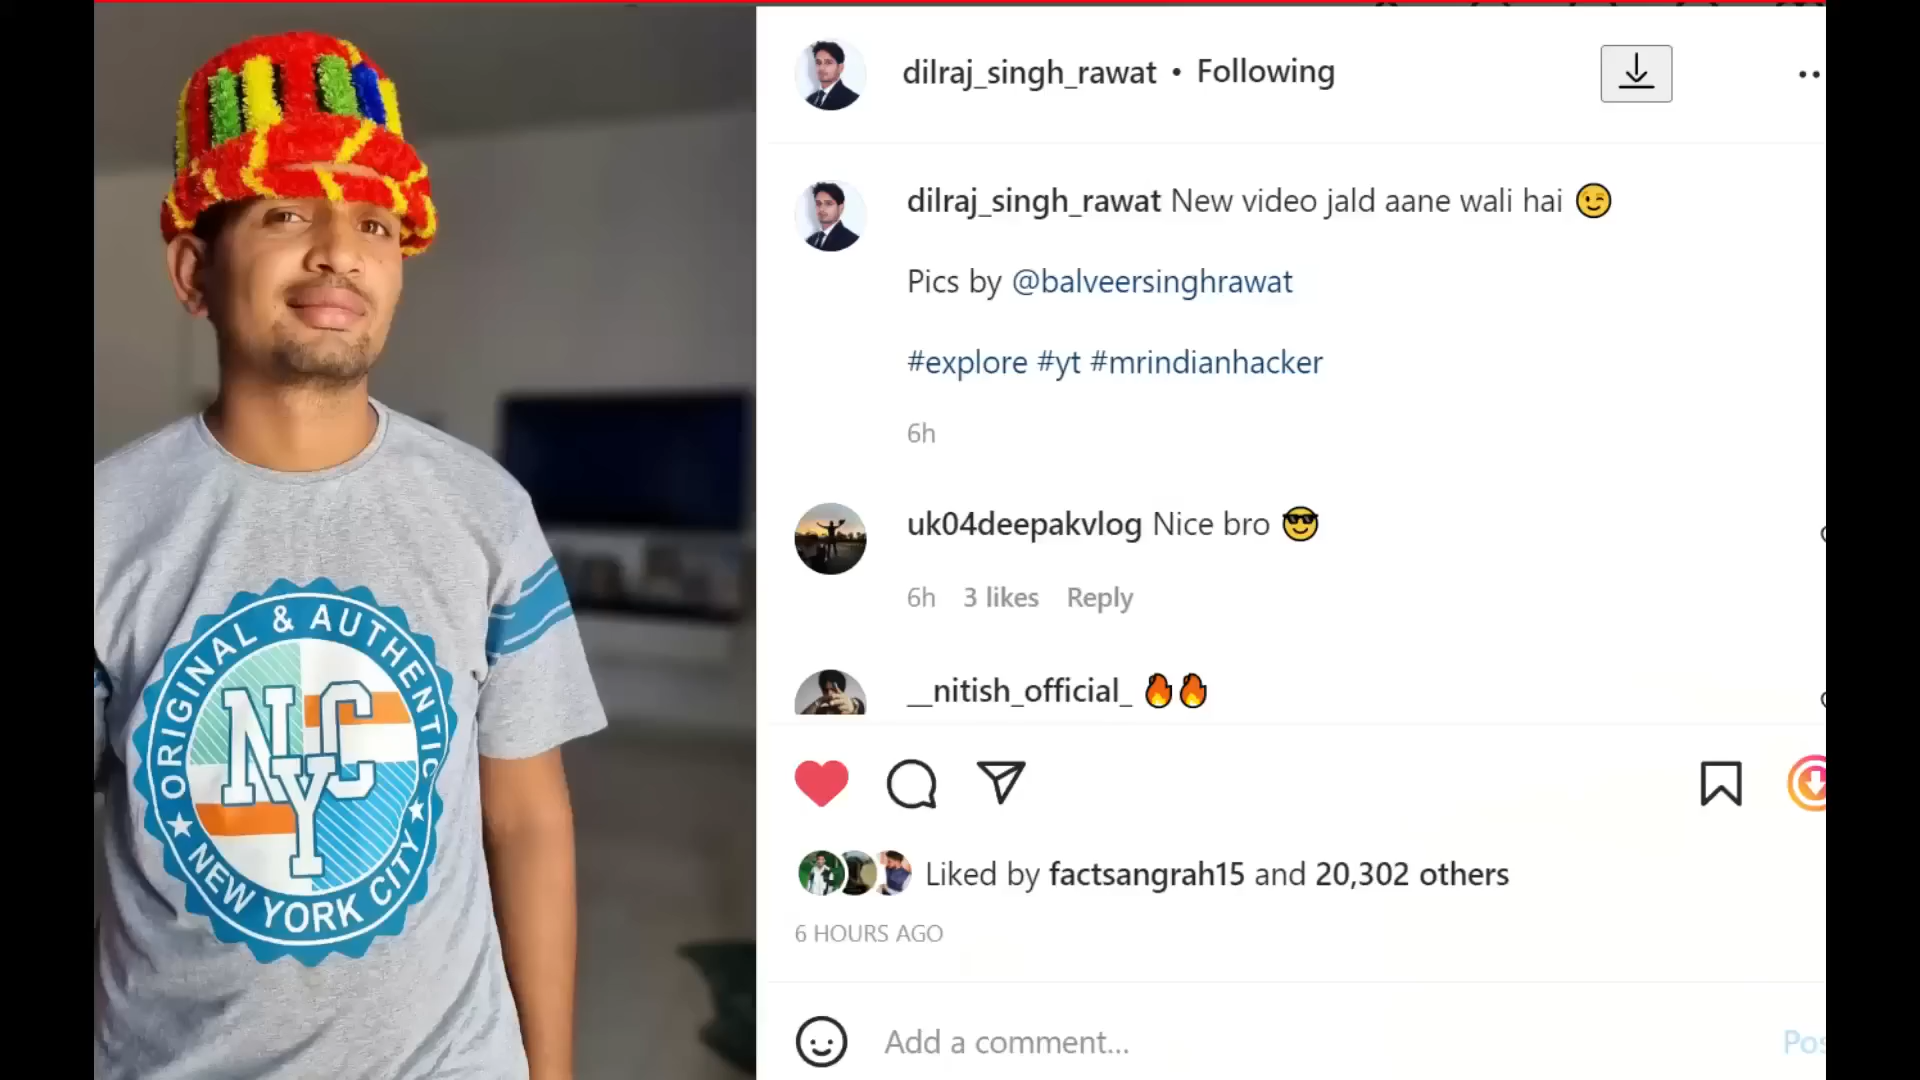 dilraj_singh_rawat • Following
dilraj_singh_rawat New video jald aane wali hai 😉
Pics by @balveersinghrawat
#explore #yt #mrindianhacker
6h
uk04deepakvlog Nice bro 😎
6h 3 likes Reply
__nitish_official_ 🔥🔥
Liked by factsangrah15 and 20,302 others
6 HOURS AGO
Add a comment...
Pos
ORIGINAL & AUTHENTIC
NYC
NEW YORK CITY